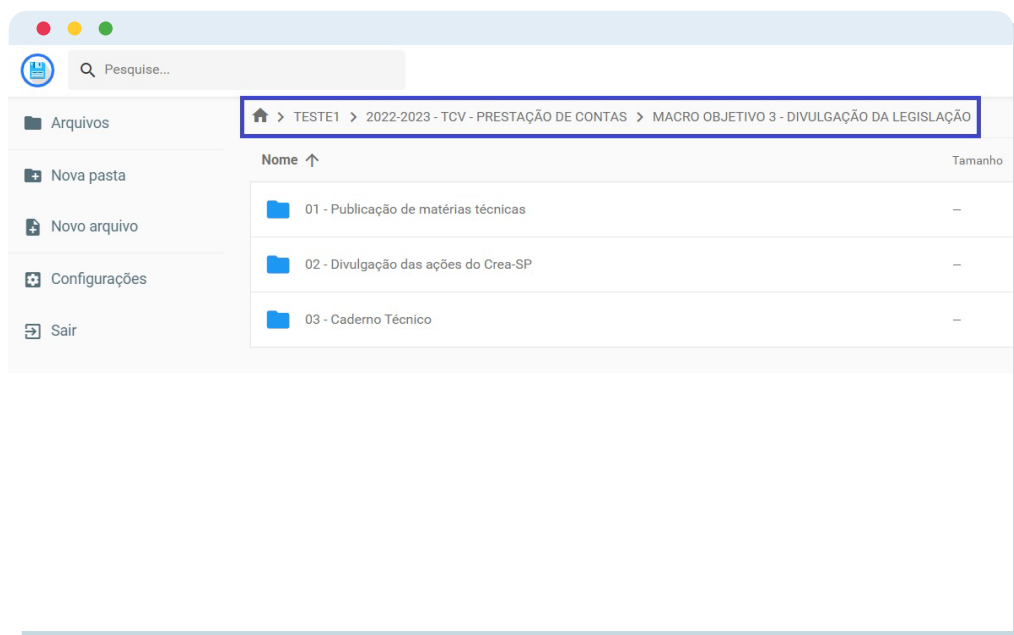 Pesquise...
Arquivos
Nova pasta
Novo arquivo
Configurações
Sair
> TESTE1 > 2022-2023 - TCV - PRESTAÇÃO DE CONTAS > MACRO OBJETIVO 3 - DIVULGAÇÃO DA LEGISLAÇÃO
Nome Tamanho
01 - Publicação de matérias técnicas –
02 - Divulgação das ações do Crea-SP –
03 - Caderno Técnico –